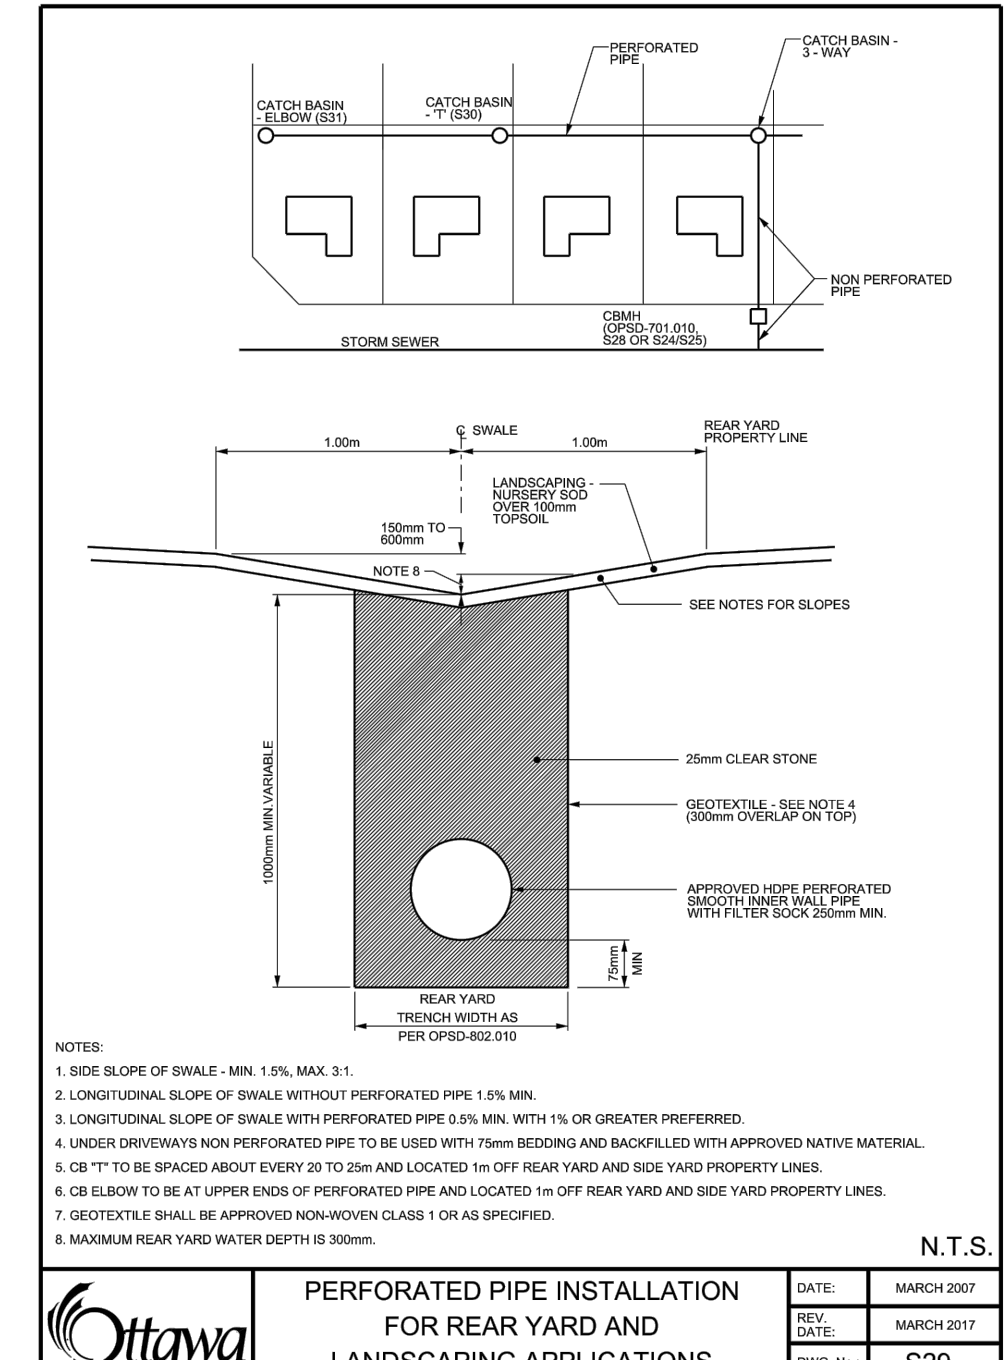 PERFORATED
PIPE
CATCH BASIN -
3 - WAY
CATCH BASIN
- ELBOW (S31)
CATCH BASIN
- 'T' (S30)
NON PERFORATED
PIPE
CBMH
(OPSD-701.010,
S28 OR S24/S25)
STORM SEWER
℄ SWALE
1.00m
1.00m
REAR YARD
PROPERTY LINE
LANDSCAPING -
NURSERY SOD
OVER 100mm
TOPSOIL
150mm TO
600mm
NOTE 8
SEE NOTES FOR SLOPES
1000mm MIN.VARIABLE
25mm CLEAR STONE
GEOTEXTILE - SEE NOTE 4
(300mm OVERLAP ON TOP)
APPROVED HDPE PERFORATED
SMOOTH INNER WALL PIPE
WITH FILTER SOCK 250mm MIN.
75mm
MIN
REAR YARD
TRENCH WIDTH AS
PER OPSD-802.010
NOTES:
1. SIDE SLOPE OF SWALE - MIN. 1.5%, MAX. 3:1.
2. LONGITUDINAL SLOPE OF SWALE WITHOUT PERFORATED PIPE 1.5% MIN.
3. LONGITUDINAL SLOPE OF SWALE WITH PERFORATED PIPE 0.5% MIN. WITH 1% OR GREATER PREFERRED.
4. UNDER DRIVEWAYS NON PERFORATED PIPE TO BE USED WITH 75mm BEDDING AND BACKFILLED WITH APPROVED NATIVE MATERIAL.
5. CB "T" TO BE SPACED ABOUT EVERY 20 TO 25m AND LOCATED 1m OFF REAR YARD AND SIDE YARD PROPERTY LINES.
6. CB ELBOW TO BE AT UPPER ENDS OF PERFORATED PIPE AND LOCATED 1m OFF REAR YARD AND SIDE YARD PROPERTY LINES.
7. GEOTEXTILE SHALL BE APPROVED NON-WOVEN CLASS 1 OR AS SPECIFIED.
8. MAXIMUM REAR YARD WATER DEPTH IS 300mm.
N.T.S.
Ottawa
PERFORATED PIPE INSTALLATION
FOR REAR YARD AND
LANDSCAPING APPLICATIONS
DATE:
MARCH 2007
REV.
DATE:
MARCH 2017
DWG. No.:
S29